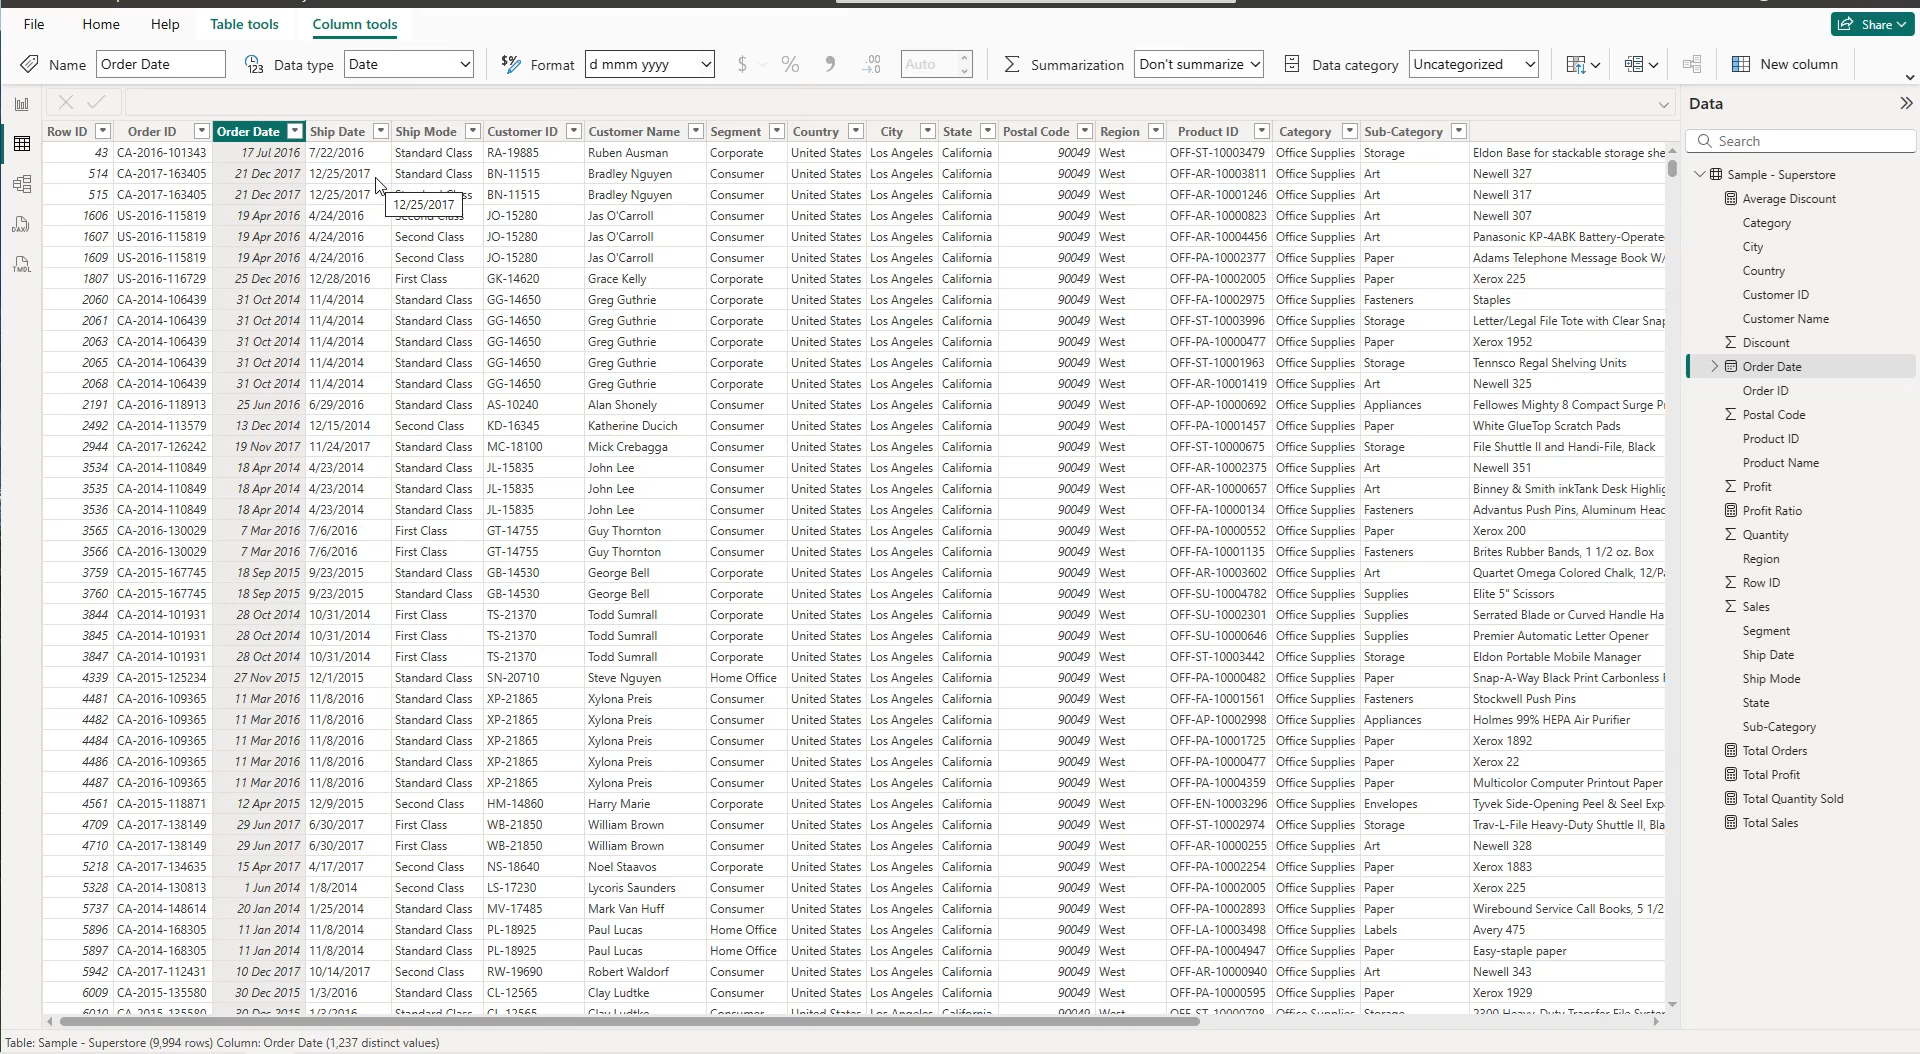 File Home Help Table tools Column tools Share
Name Order Date Data type Date Format d mmm yyyy $ % Auto Summarization Don't summarize Data category Uncategorized New column
Row ID Order ID Order Date Ship Date Ship Mode Customer ID Customer Name Segment Country City State Postal Code Region Product ID Category Sub-Category
43 CA-2016-101343 17 Jul 2016 7/22/2016 Standard Class RA-19885 Ruben Ausman Corporate United States Los Angeles California 90049 West OFF-ST-10003479 Office Supplies Storage Eldon Base for stackable storage she
514 CA-2017-163405 21 Dec 2017 12/25/2017 Standard Class BN-11515 Bradley Nguyen Consumer United States Los Angeles California 90049 West OFF-AR-10003811 Office Supplies Art Newell 327
515 CA-2017-163405 21 Dec 2017 12/25/2017 Standard Class BN-11515 Bradley Nguyen Consumer United States Los Angeles California 90049 West OFF-AR-10001246 Office Supplies Art Newell 317
12/25/2017
1606 US-2016-115819 19 Apr 2016 4/24/2016 Second Class JO-15280 Jas O'Carroll Consumer United States Los Angeles California 90049 West OFF-AR-10000823 Office Supplies Art Newell 307
1607 US-2016-115819 19 Apr 2016 4/24/2016 Second Class JO-15280 Jas O'Carroll Consumer United States Los Angeles California 90049 West OFF-AR-10004456 Office Supplies Art Panasonic KP-4ABK Battery-Operate
1609 US-2016-115819 19 Apr 2016 4/24/2016 Second Class JO-15280 Jas O'Carroll Consumer United States Los Angeles California 90049 West OFF-PA-10002377 Office Supplies Paper Adams Telephone Message Book W/
1807 US-2016-116729 25 Dec 2016 12/28/2016 First Class GK-14620 Grace Kelly Corporate United States Los Angeles California 90049 West OFF-PA-10002005 Office Supplies Paper Xerox 225
2060 CA-2014-106439 31 Oct 2014 11/4/2014 Standard Class GG-14650 Greg Guthrie Corporate United States Los Angeles California 90049 West OFF-FA-10002975 Office Supplies Fasteners Staples
2061 CA-2014-106439 31 Oct 2014 11/4/2014 Standard Class GG-14650 Greg Guthrie Corporate United States Los Angeles California 90049 West OFF-ST-10003996 Office Supplies Storage Letter/Legal File Tote with Clear Snap
2063 CA-2014-106439 31 Oct 2014 11/4/2014 Standard Class GG-14650 Greg Guthrie Corporate United States Los Angeles California 90049 West OFF-PA-10000477 Office Supplies Paper Xerox 1952
2065 CA-2014-106439 31 Oct 2014 11/4/2014 Standard Class GG-14650 Greg Guthrie Corporate United States Los Angeles California 90049 West OFF-ST-10001963 Office Supplies Storage Tennsco Regal Shelving Units
2068 CA-2014-106439 31 Oct 2014 11/4/2014 Standard Class GG-14650 Greg Guthrie Corporate United States Los Angeles California 90049 West OFF-AR-10001419 Office Supplies Art Newell 325
2191 CA-2016-118913 25 Jun 2016 6/29/2016 Standard Class AS-10240 Alan Shonely Consumer United States Los Angeles California 90049 West OFF-AP-10000692 Office Supplies Appliances Fellowes Mighty 8 Compact Surge P
2492 CA-2014-113579 13 Dec 2014 12/15/2014 Second Class KD-16345 Katherine Ducich Consumer United States Los Angeles California 90049 West OFF-PA-10001457 Office Supplies Paper White GlueTop Scratch Pads
2944 CA-2017-126242 19 Nov 2017 11/24/2017 Standard Class MC-18100 Mick Crebagga Consumer United States Los Angeles California 90049 West OFF-ST-10000675 Office Supplies Storage File Shuttle II and Handi-File, Black
3534 CA-2014-110849 18 Apr 2014 4/23/2014 Standard Class JL-15835 John Lee Consumer United States Los Angeles California 90049 West OFF-AR-10002375 Office Supplies Art Newell 351
3535 CA-2014-110849 18 Apr 2014 4/23/2014 Standard Class JL-15835 John Lee Consumer United States Los Angeles California 90049 West OFF-AR-10000657 Office Supplies Art Binney & Smith inkTank Desk Highlig
3536 CA-2014-110849 18 Apr 2014 4/23/2014 Standard Class JL-15835 John Lee Consumer United States Los Angeles California 90049 West OFF-FA-10000134 Office Supplies Fasteners Advantus Push Pins, Aluminum Head
3565 CA-2016-130029 7 Mar 2016 7/6/2016 First Class GT-14755 Guy Thornton Consumer United States Los Angeles California 90049 West OFF-PA-10000552 Office Supplies Paper Xerox 200
3566 CA-2016-130029 7 Mar 2016 7/6/2016 First Class GT-14755 Guy Thornton Consumer United States Los Angeles California 90049 West OFF-FA-10001135 Office Supplies Fasteners Brites Rubber Bands, 1 1/2 oz. Box
3759 CA-2015-167745 18 Sep 2015 9/23/2015 Standard Class GB-14530 George Bell Corporate United States Los Angeles California 90049 West OFF-AR-10003602 Office Supplies Art Quartet Omega Colored Chalk, 12/Pa
3760 CA-2015-167745 18 Sep 2015 9/23/2015 Standard Class GB-14530 George Bell Corporate United States Los Angeles California 90049 West OFF-SU-10004782 Office Supplies Supplies Elite 5" Scissors
3844 CA-2014-101931 28 Oct 2014 10/31/2014 First Class TS-21370 Todd Sumrall Corporate United States Los Angeles California 90049 West OFF-SU-10002301 Office Supplies Supplies Serrated Blade or Curved Handle Ha
3845 CA-2014-101931 28 Oct 2014 10/31/2014 First Class TS-21370 Todd Sumrall Corporate United States Los Angeles California 90049 West OFF-SU-10000646 Office Supplies Supplies Premier Automatic Letter Opener
3847 CA-2014-101931 28 Oct 2014 10/31/2014 First Class TS-21370 Todd Sumrall Corporate United States Los Angeles California 90049 West OFF-ST-10003442 Office Supplies Storage Eldon Portable Mobile Manager
4339 CA-2015-125234 27 Nov 2015 12/1/2015 Standard Class SN-20710 Steve Nguyen Home Office United States Los Angeles California 90049 West OFF-PA-10000482 Office Supplies Paper Snap-A-Way Black Print Carbonless
4481 CA-2016-109365 11 Mar 2016 11/8/2016 Standard Class XP-21865 Xylona Preis Consumer United States Los Angeles California 90049 West OFF-FA-10001561 Office Supplies Fasteners Stockwell Push Pins
4482 CA-2016-109365 11 Mar 2016 11/8/2016 Standard Class XP-21865 Xylona Preis Consumer United States Los Angeles California 90049 West OFF-AP-10002998 Office Supplies Appliances Holmes 99% HEPA Air Purifier
4484 CA-2016-109365 11 Mar 2016 11/8/2016 Standard Class XP-21865 Xylona Preis Consumer United States Los Angeles California 90049 West OFF-PA-10001725 Office Supplies Paper Xerox 1892
4486 CA-2016-109365 11 Mar 2016 11/8/2016 Standard Class XP-21865 Xylona Preis Consumer United States Los Angeles California 90049 West OFF-PA-10000477 Office Supplies Paper Xerox 22
4487 CA-2016-109365 11 Mar 2016 11/8/2016 Standard Class XP-21865 Xylona Preis Consumer United States Los Angeles California 90049 West OFF-PA-10004359 Office Supplies Paper Multicolor Computer Printout Paper
4561 CA-2015-118871 12 Apr 2015 12/9/2015 Second Class HM-14860 Harry Marie Corporate United States Los Angeles California 90049 West OFF-EN-10003296 Office Supplies Envelopes Tyvek Side-Opening Peel & Seel Exp
4709 CA-2017-138149 29 Jun 2017 6/30/2017 First Class WB-21850 William Brown Consumer United States Los Angeles California 90049 West OFF-ST-10002974 Office Supplies Storage Trav-L-File Heavy-Duty Shuttle II, Bla
4710 CA-2017-138149 29 Jun 2017 6/30/2017 First Class WB-21850 William Brown Consumer United States Los Angeles California 90049 West OFF-AR-10000255 Office Supplies Art Newell 328
5218 CA-2017-134635 15 Apr 2017 4/17/2017 Second Class NS-18640 Noel Staavos Corporate United States Los Angeles California 90049 West OFF-PA-10002254 Office Supplies Paper Xerox 1883
5328 CA-2014-130813 1 Jun 2014 1/8/2014 Second Class LS-17230 Lycoris Saunders Consumer United States Los Angeles California 90049 West OFF-PA-10002005 Office Supplies Paper Xerox 225
5737 CA-2014-148614 20 Jan 2014 1/25/2014 Standard Class MV-17485 Mark Van Huff Consumer United States Los Angeles California 90049 West OFF-PA-10002893 Office Supplies Paper Wirebound Service Call Books, 5 1/2
5896 CA-2014-168305 11 Jan 2014 11/8/2014 Standard Class PL-18925 Paul Lucas Home Office United States Los Angeles California 90049 West OFF-LA-10003498 Office Supplies Labels Avery 475
5897 CA-2014-168305 11 Jan 2014 11/8/2014 Standard Class PL-18925 Paul Lucas Home Office United States Los Angeles California 90049 West OFF-PA-10004947 Office Supplies Paper Easy-staple paper
5942 CA-2017-112431 10 Dec 2017 10/14/2017 Second Class RW-19690 Robert Waldorf Consumer United States Los Angeles California 90049 West OFF-AR-10000940 Office Supplies Art Newell 343
6009 CA-2015-135580 30 Dec 2015 1/3/2016 Standard Class CL-12565 Clay Ludtke Consumer United States Los Angeles California 90049 West OFF-PA-10000595 Office Supplies Paper Xerox 1929
Table: Sample - Superstore (9,994 rows) Column: Order Date (1,237 distinct values)
DAX
TMDL
Data
Search
Sample - Superstore
Average Discount
Category
City
Country
Customer ID
Customer Name
Discount
Order Date
Order ID
Postal Code
Product ID
Product Name
Profit
Profit Ratio
Quantity
Region
Row ID
Sales
Segment
Ship Date
Ship Mode
State
Sub-Category
Total Orders
Total Profit
Total Quantity Sold
Total Sales